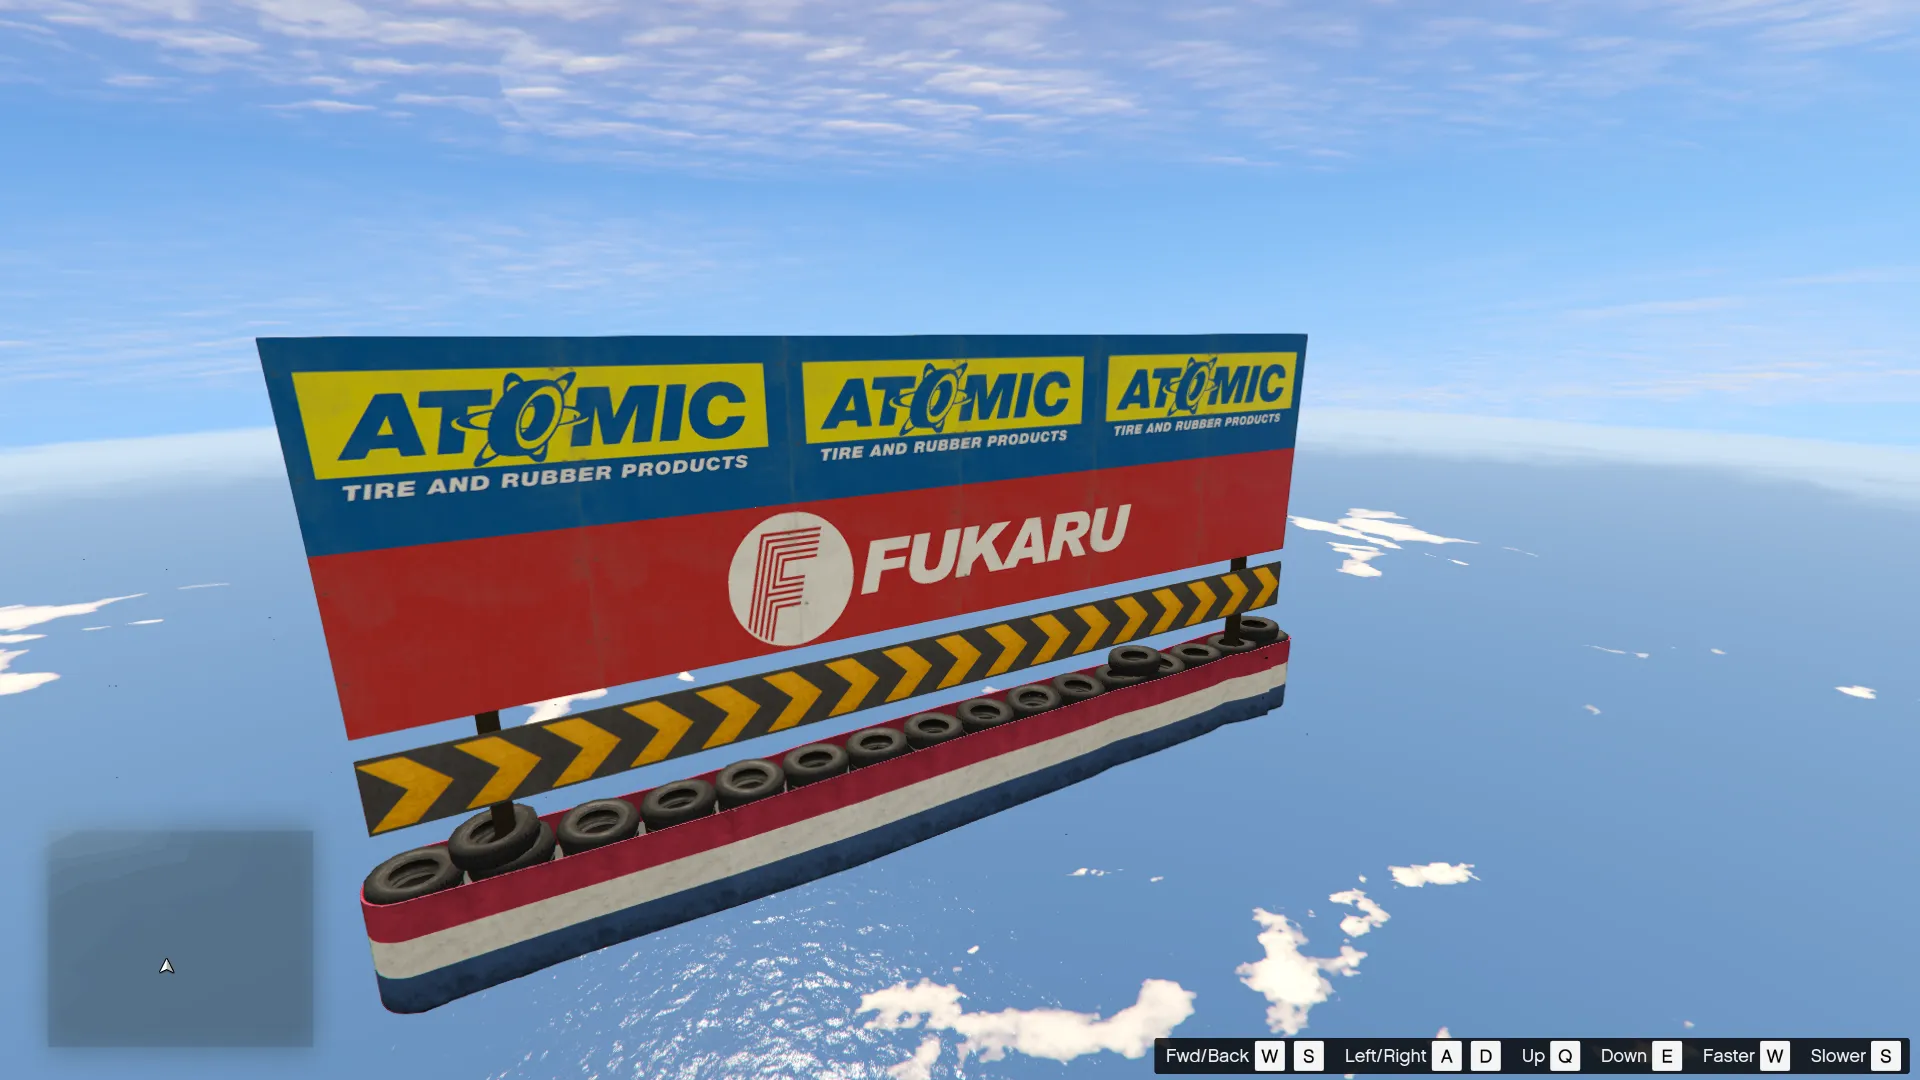 ATOMIC
TIRE AND RUBBER PRODUCTS
ATOMIC
TIRE AND RUBBER PRODUCTS
ATOMIC
TIRE AND RUBBER PRODUCTS
F FUKARU
Fwd/Back W S Left/Right A D Up Q Down E Faster W Slower S